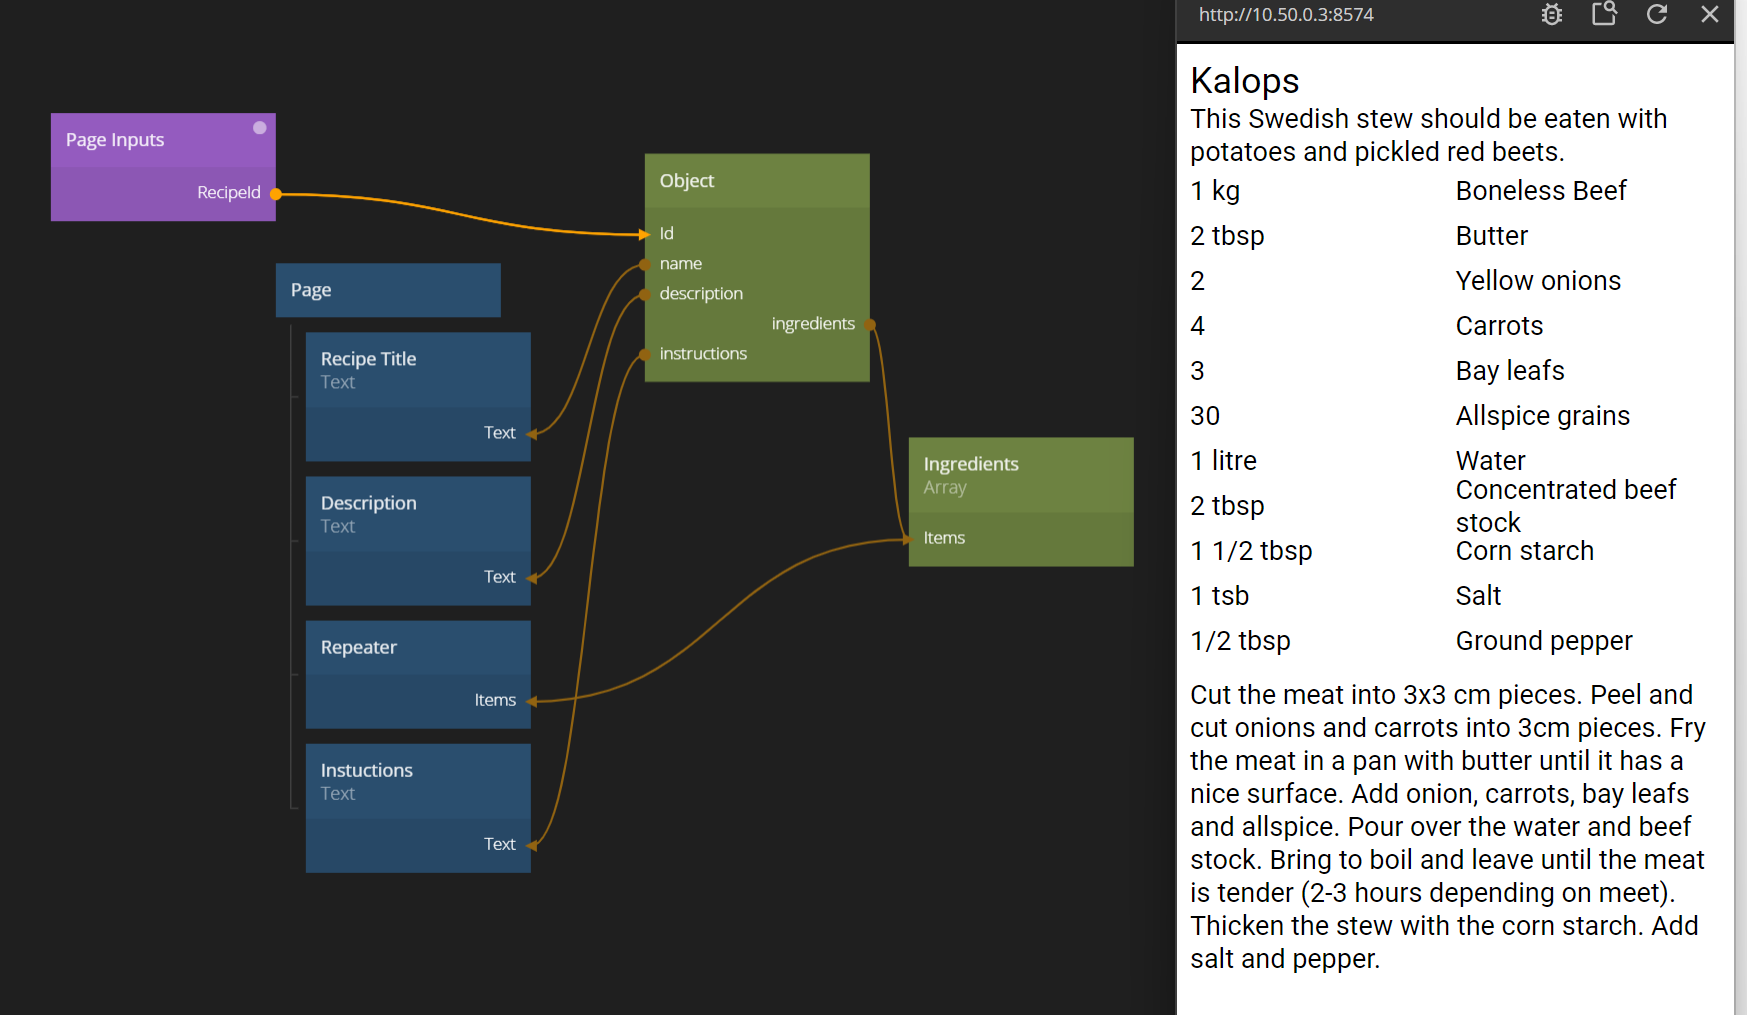 http://10.50.0.3:8574
Page Inputs
RecipeId
Page
Recipe Title
Text
Text
Description
Text
Text
Repeater
Items
Instuctions
Text
Text
Object
Id
name
description
ingredients
instructions
Ingredients
Array
Items
Kalops
This Swedish stew should be eaten with
potatoes and pickled red beets.
1 kg Boneless Beef
2 tbsp Butter
2 Yellow onions
4 Carrots
3 Bay leafs
30 Allspice grains
1 litre Water
2 tbsp Concentrated beef
stock
1 1/2 tbsp Corn starch
1 tsb Salt
1/2 tbsp Ground pepper
Cut the meat into 3x3 cm pieces. Peel and
cut onions and carrots into 3cm pieces. Fry
the meat in a pan with butter until it has a
nice surface. Add onion, carrots, bay leafs
and allspice. Pour over the water and beef
stock. Bring to boil and leave until the meat
is tender (2-3 hours depending on meet).
Thicken the stew with the corn starch. Add
salt and pepper.